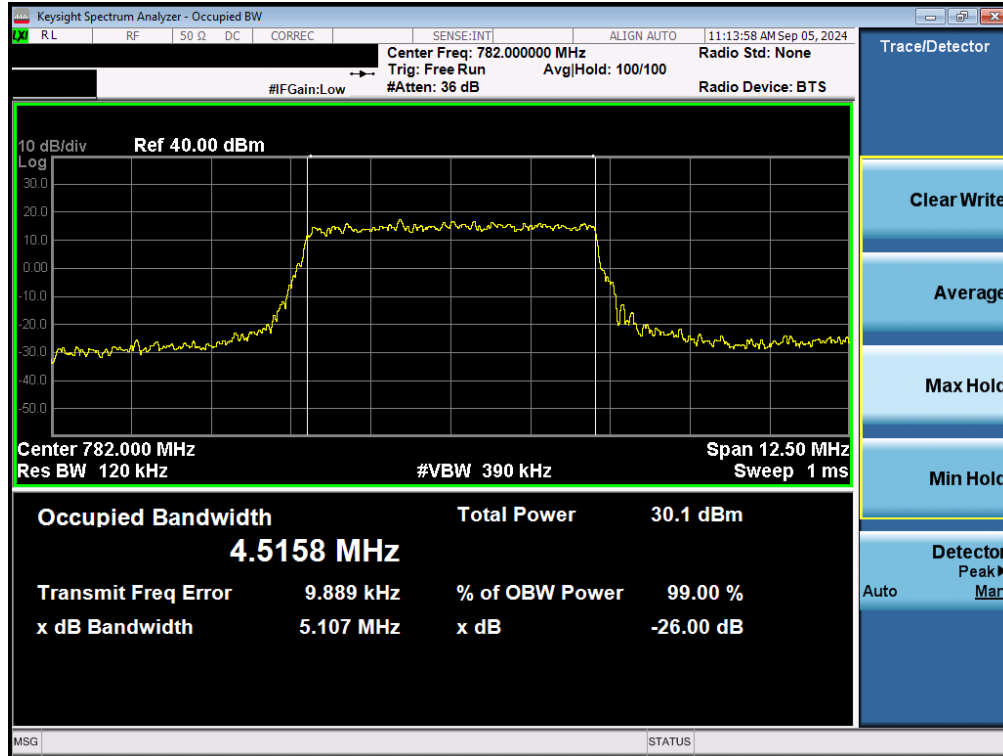 Keysight Spectrum Analyzer - Occupied BW
LXI RL RF 50 Ω DC CORREC SENSE:INT ALIGN AUTO 11:13:58 AM Sep 05, 2024
Center Freq: 782.000000 MHz Radio Std: None
Trig: Free Run Avg|Hold: 100/100
#IFGain:Low #Atten: 36 dB Radio Device: BTS
10 dB/div Ref 40.00 dBm
Log
30.0
20.0
10.0
0.00
-10.0
-20.0
-30.0
-40.0
-50.0
Center 782.000 MHz Span 12.50 MHz
Res BW 120 kHz #VBW 390 kHz Sweep 1 ms
Occupied Bandwidth Total Power 30.1 dBm
4.5158 MHz
Transmit Freq Error 9.889 kHz % of OBW Power 99.00 %
x dB Bandwidth 5.107 MHz x dB -26.00 dB
MSG STATUS
Trace/Detector
Clear Write
Average
Max Hold
Min Hold
Detector
Peak▶
Auto Man